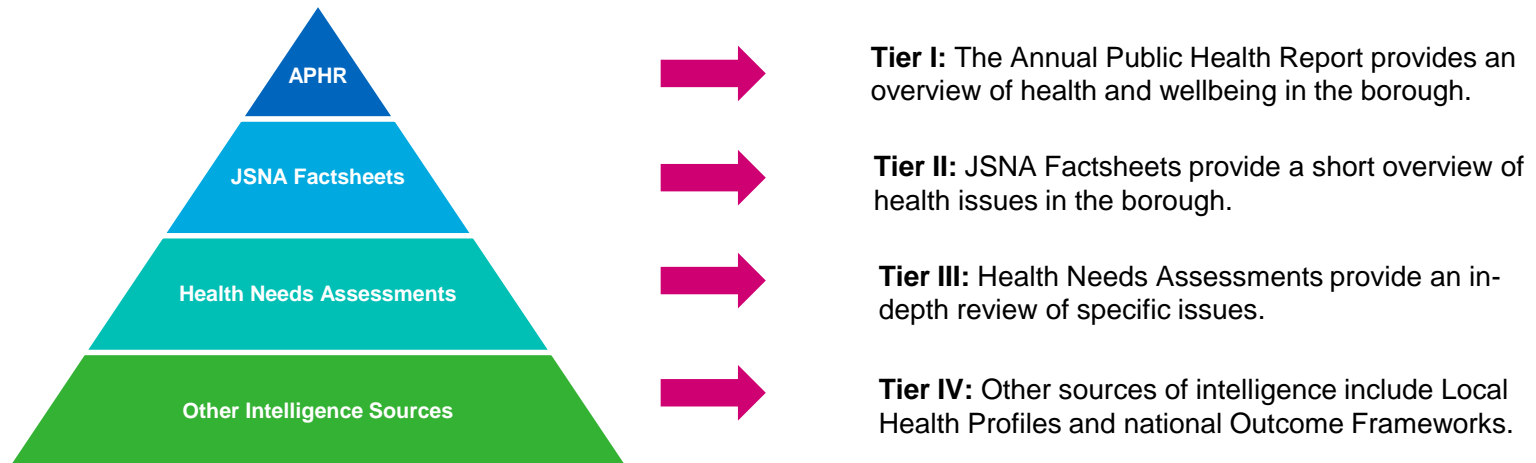 APHR
Tier I: The Annual Public Health Report provides an
overview of health and wellbeing in the borough.
JSNA Factsheets
Tier II: JSNA Factsheets provide a short overview of
health issues in the borough.
Health Needs Assessments
Tier III: Health Needs Assessments provide an in-
depth review of specific issues.
Other Intelligence Sources
Tier IV: Other sources of intelligence include Local
Health Profiles and national Outcome Frameworks.